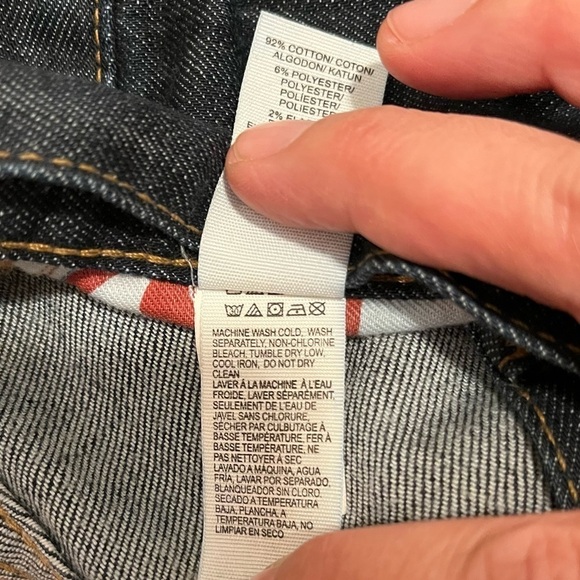 92% COTTON/ COTON/
ALGODON/ KATUN
6% POLYESTER/
POLYESTER/
POLÍESTER/
POLIESTER
2%
MACHINE WASH COLD, WASH
SEPARATELY, NON-CHLORINE
BLEACH. TUMBLE DRY LOW,
COOL IRON, DO NOT DRY
CLEAN
LAVER À LA MACHINE À L'EAU
FROIDE, LAVER SÉPARÉMENT.
SEULEMENT DE L'EAU DE
JAVEL SANS CHLORURE.
SÉCHER PAR CULBUTAGE À
BASSE TEMPÉRATURE, FER À
BASSE TEMPÉRATURE. NE
PAS NETTOYER À SEC
LAVADO A MÁQUINA, AGUA
FRÍA, LAVAR POR SEPARADO.
BLANQUEADOR SIN CLORO.
SECADO A TEMPERATURA
BAJA. PLANCHA, A
TEMPERATURA BAJA, NO
LIMPIAR EN SECO